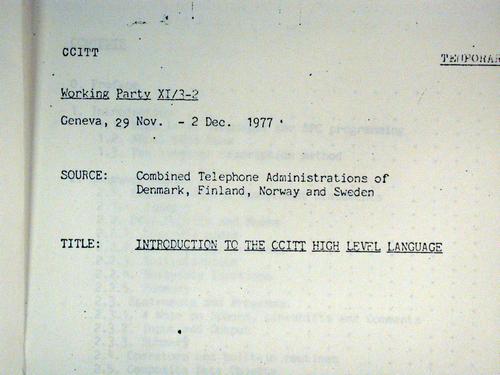 CCITT
Working Party XI/3-2
Geneva, 29 Nov. - 2 Dec. 1977
SOURCE: Combined Telephone Administrations of
Denmark, Finland, Norway and Sweden
TITLE: INTRODUCTION TO THE CCITT HIGH LEVEL LANGUAGE